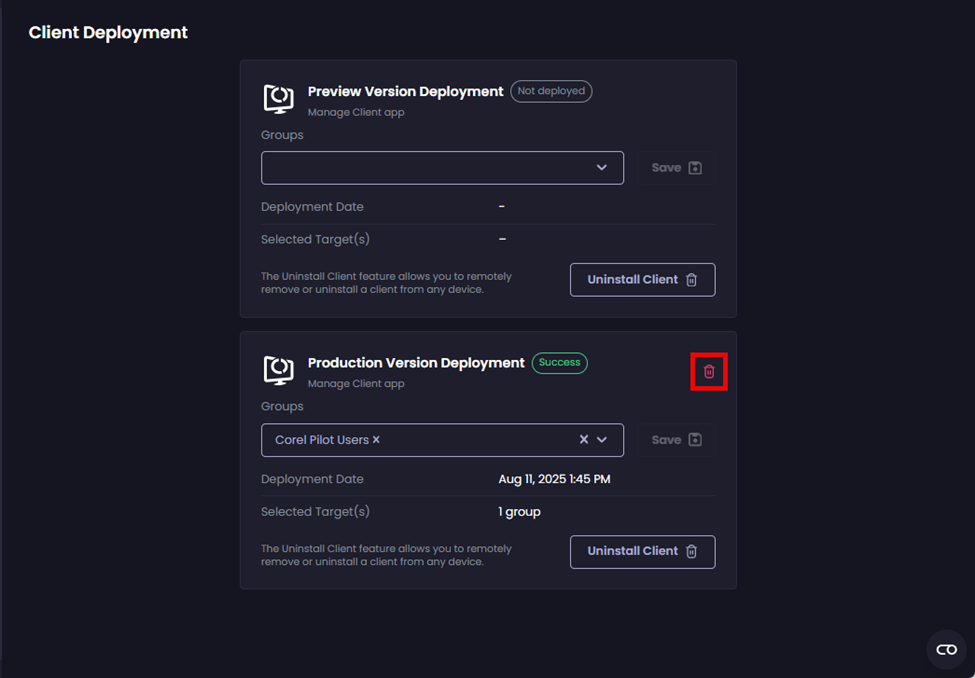 Client Deployment
Preview Version Deployment Not deployed
Manage Client app
Groups
Save
Deployment Date -
Selected Target(s) -
The Uninstall Client feature allows you to remotely
remove or uninstall a client from any device.
Uninstall Client
Production Version Deployment Success
Manage Client app
Groups
Corel Pilot Users ×
Save
Deployment Date Aug 11, 2025 1:45 PM
Selected Target(s) 1 group
The Uninstall Client feature allows you to remotely
remove or uninstall a client from any device.
Uninstall Client